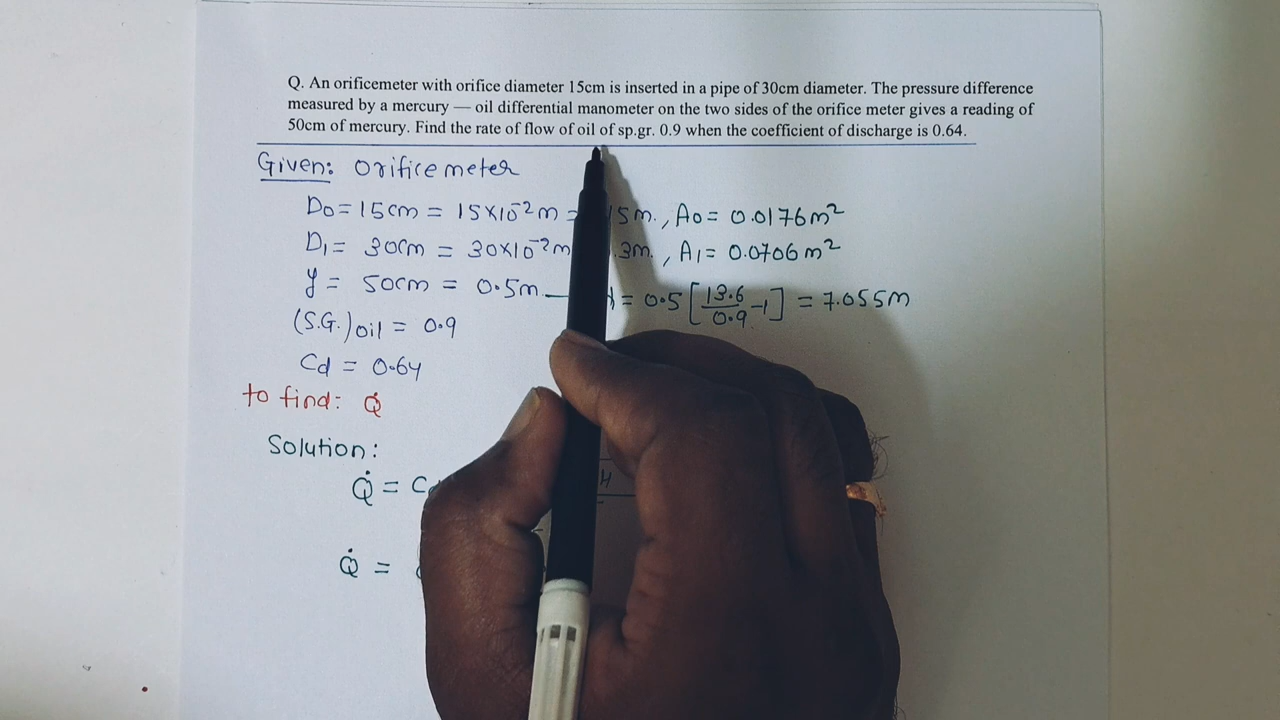 Q. An orificemeter with orifice diameter 15cm is inserted in a pipe of 30cm diameter. The pressure difference
measured by a mercury — oil differential manometer on the two sides of the orifice meter gives a reading of
50cm of mercury. Find the rate of flow of oil of sp.gr. 0.9 when the coefficient of discharge is 0.64.
Given: Orificemeter
D₀ = 15cm = 15×10⁻²m = 15m., A₀ = 0.0176m²
D₁ = 30cm = 30×10⁻²m .3m., A₁ = 0.0706m²
y = 50cm = 0.5m = 0.5 [13.6/0.9 -1] = 7.055m
(S.G.)oil = 0.9
Cd = 0.64
to find: Q̇
Solution:
Q̇ = C H
Q̇ =